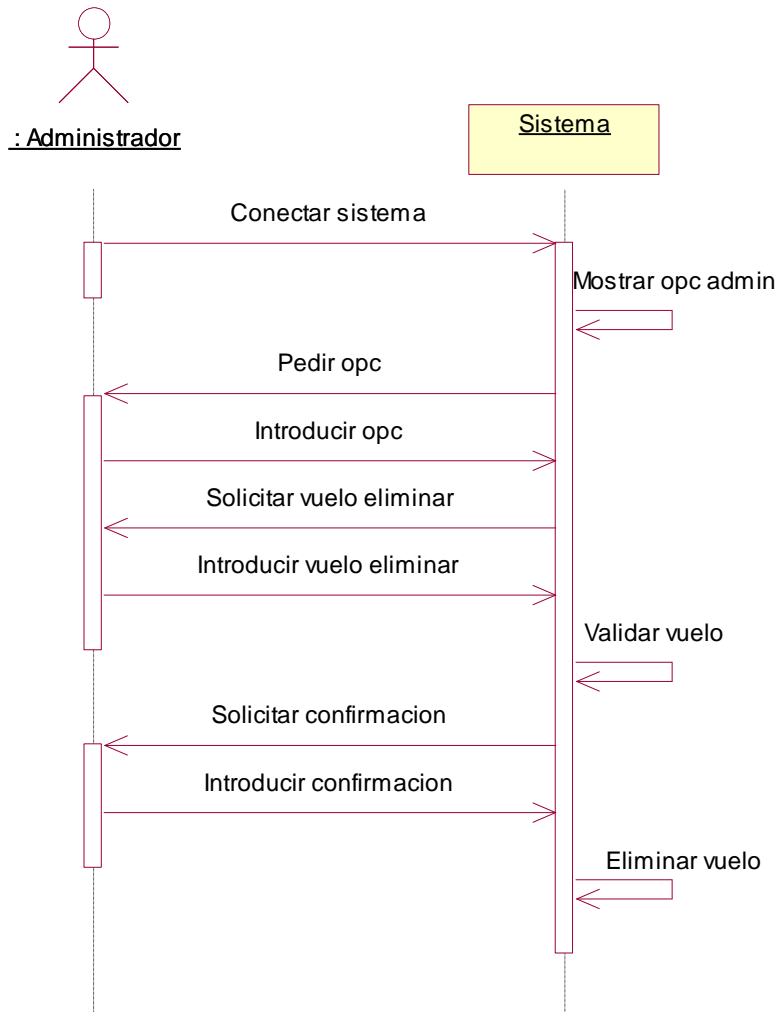 : Administrador
Sistema
Conectar sistema
Mostrar opc admin
Pedir opc
Introducir opc
Solicitar vuelo eliminar
Introducir vuelo eliminar
Validar vuelo
Solicitar confirmacion
Introducir confirmacion
Eliminar vuelo